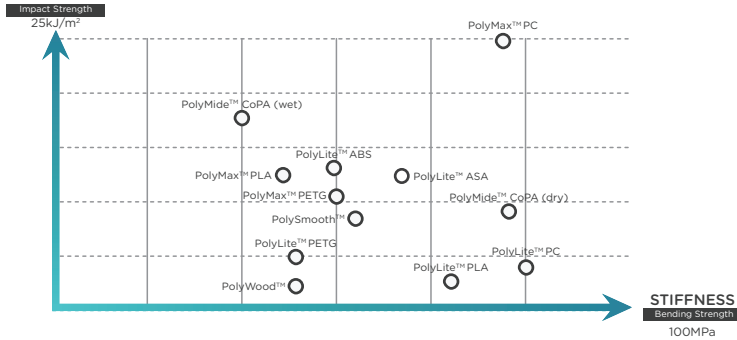 Impact Strength
25kJ/m²
PolyMax™ PC
PolyMide™ CoPA (wet)
PolyLite™ ABS
PolyMax™ PLA
PolyLite™ ASA
PolyMax™ PETG
PolyMide™ CoPA (dry)
PolySmooth™
PolyLite™ PETG
PolyLite™ PC
PolyLite™ PLA
PolyWood™
STIFFNESS
Bending Strength
100MPa